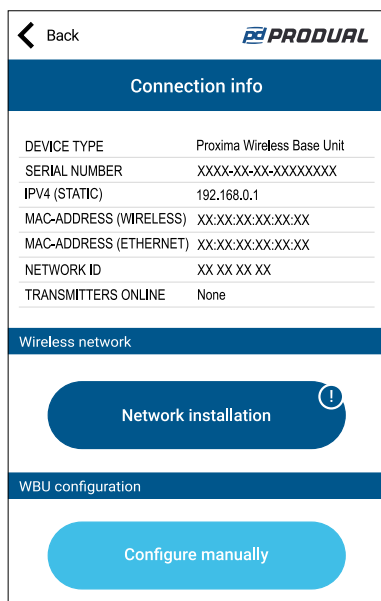 Back
pd PRODUAL
Connection info
DEVICE TYPE Proxima Wireless Base Unit
SERIAL NUMBER XXXX-XX-XX-XXXXXXXX
IPV4 (STATIC) 192.168.0.1
MAC-ADDRESS (WIRELESS) XX:XX:XX:XX:XX:XX
MAC-ADDRESS (ETHERNET) XX:XX:XX:XX:XX:XX
NETWORK ID XX XX XX XX
TRANSMITTERS ONLINE None
Wireless network
Network installation !
WBU configuration
Configure manually